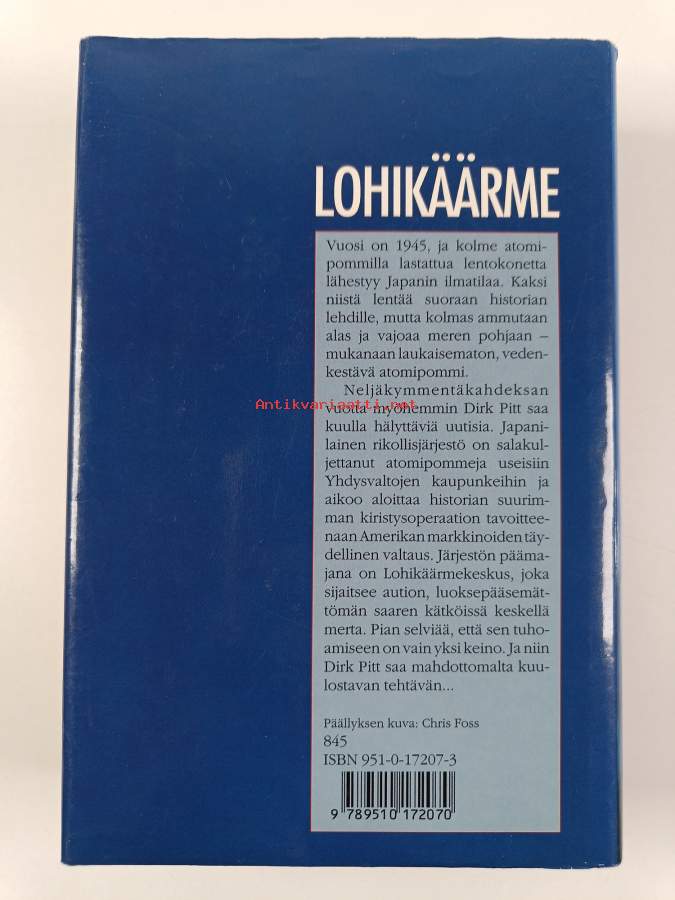 LOHIKÄÄRME
Vuosi on 1945, ja kolme atomi-
pommilla lastattua lentokonetta
lähestyy Japanin ilmatilaa. Kaksi
niistä lentää suoraan historian
lehdille, mutta kolmas ammutaan
alas ja vajoaa meren pohjaan –
mukanaan laukaisematon, veden-
kestävä atomipommi.
Neljäkymmentäkahdeksan
Antikvariaatti.net
vuotta myöhemmin Dirk Pitt saa
kuulla hälyttäviä uutisia. Japani-
lainen rikollisjärjestö on salakul-
jettanut atomipommeja useisiin
Yhdysvaltojen kaupunkeihin ja
aikoo aloittaa historian suurim-
man kiristysoperaation tavoittee-
naan Amerikan markkinoiden täy-
dellinen valtaus. Järjestön pääma-
jana on Lohikäärmekeskus, joka
sijaitsee aution, luoksepääsemät-
tömän saaren kätköissä keskellä
merta. Pian selviää, että sen tuho-
amiseen on vain yksi keino. Ja niin
Dirk Pitt saa mahdottomalta kuu-
lostavan tehtävän...
Päällyksen kuva: Chris Foss
845
ISBN 951-0-17207-3
9 789510 172070